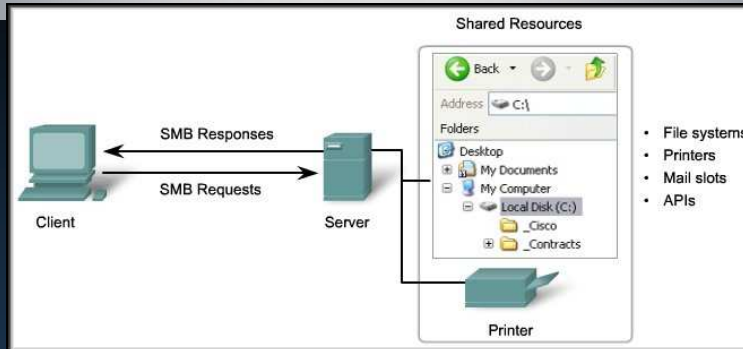 Shared Resources
Back
Address C:\
Folders
Desktop
My Documents
My Computer
Local Disk (C:)
_Cisco
_Contracts
Printer
SMB Responses
SMB Requests
Client
Server
• File systems
• Printers
• Mail slots
• APIs